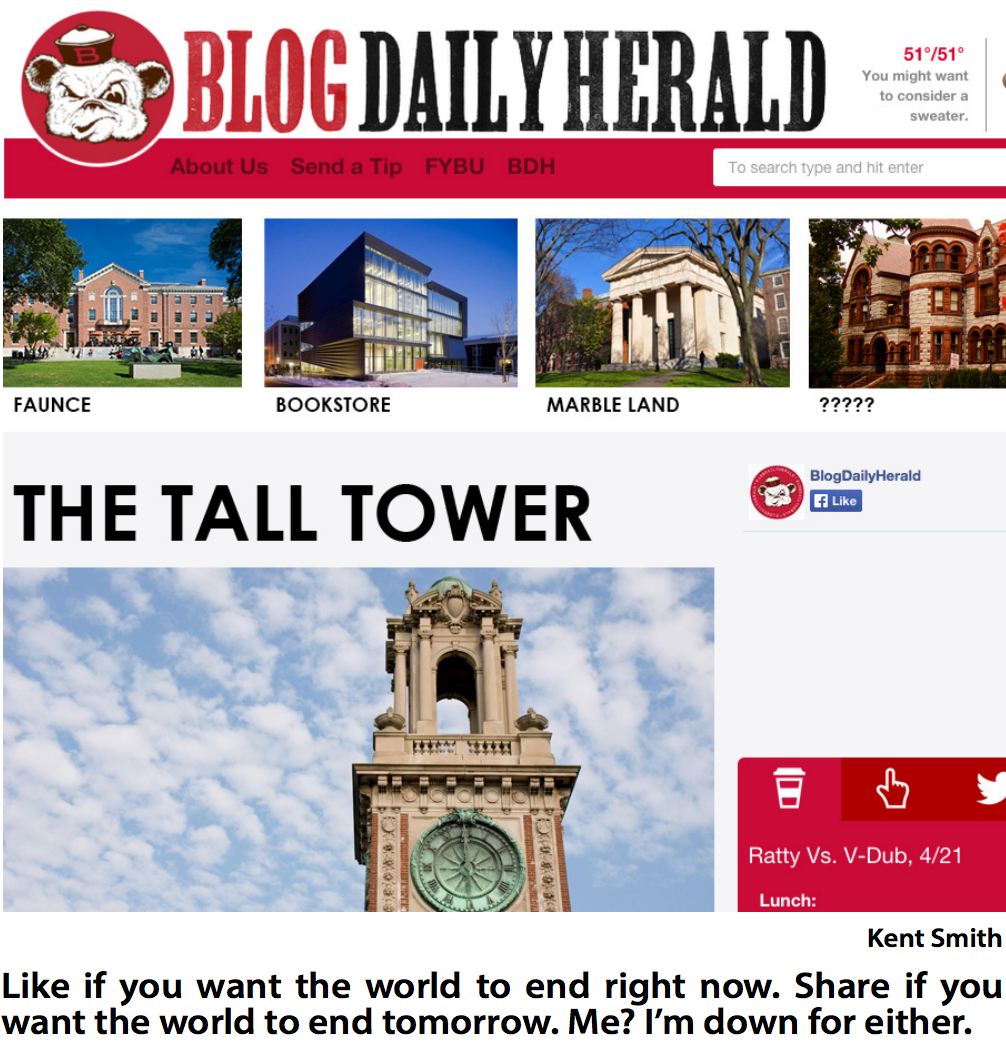 B
BLOG DAILY HERALD
51°/51°
You might want
to consider a
sweater.
About Us Send a Tip FYBU BDH
To search type and hit enter
FAUNCE
BOOKSTORE
MARBLE LAND
?????
THE TALL TOWER
BlogDailyHerald
Like
Ratty Vs. V-Dub, 4/21
Lunch:
Kent Smith
Like if you want the world to end right now. Share if you
want the world to end tomorrow. Me? I’m down for either.